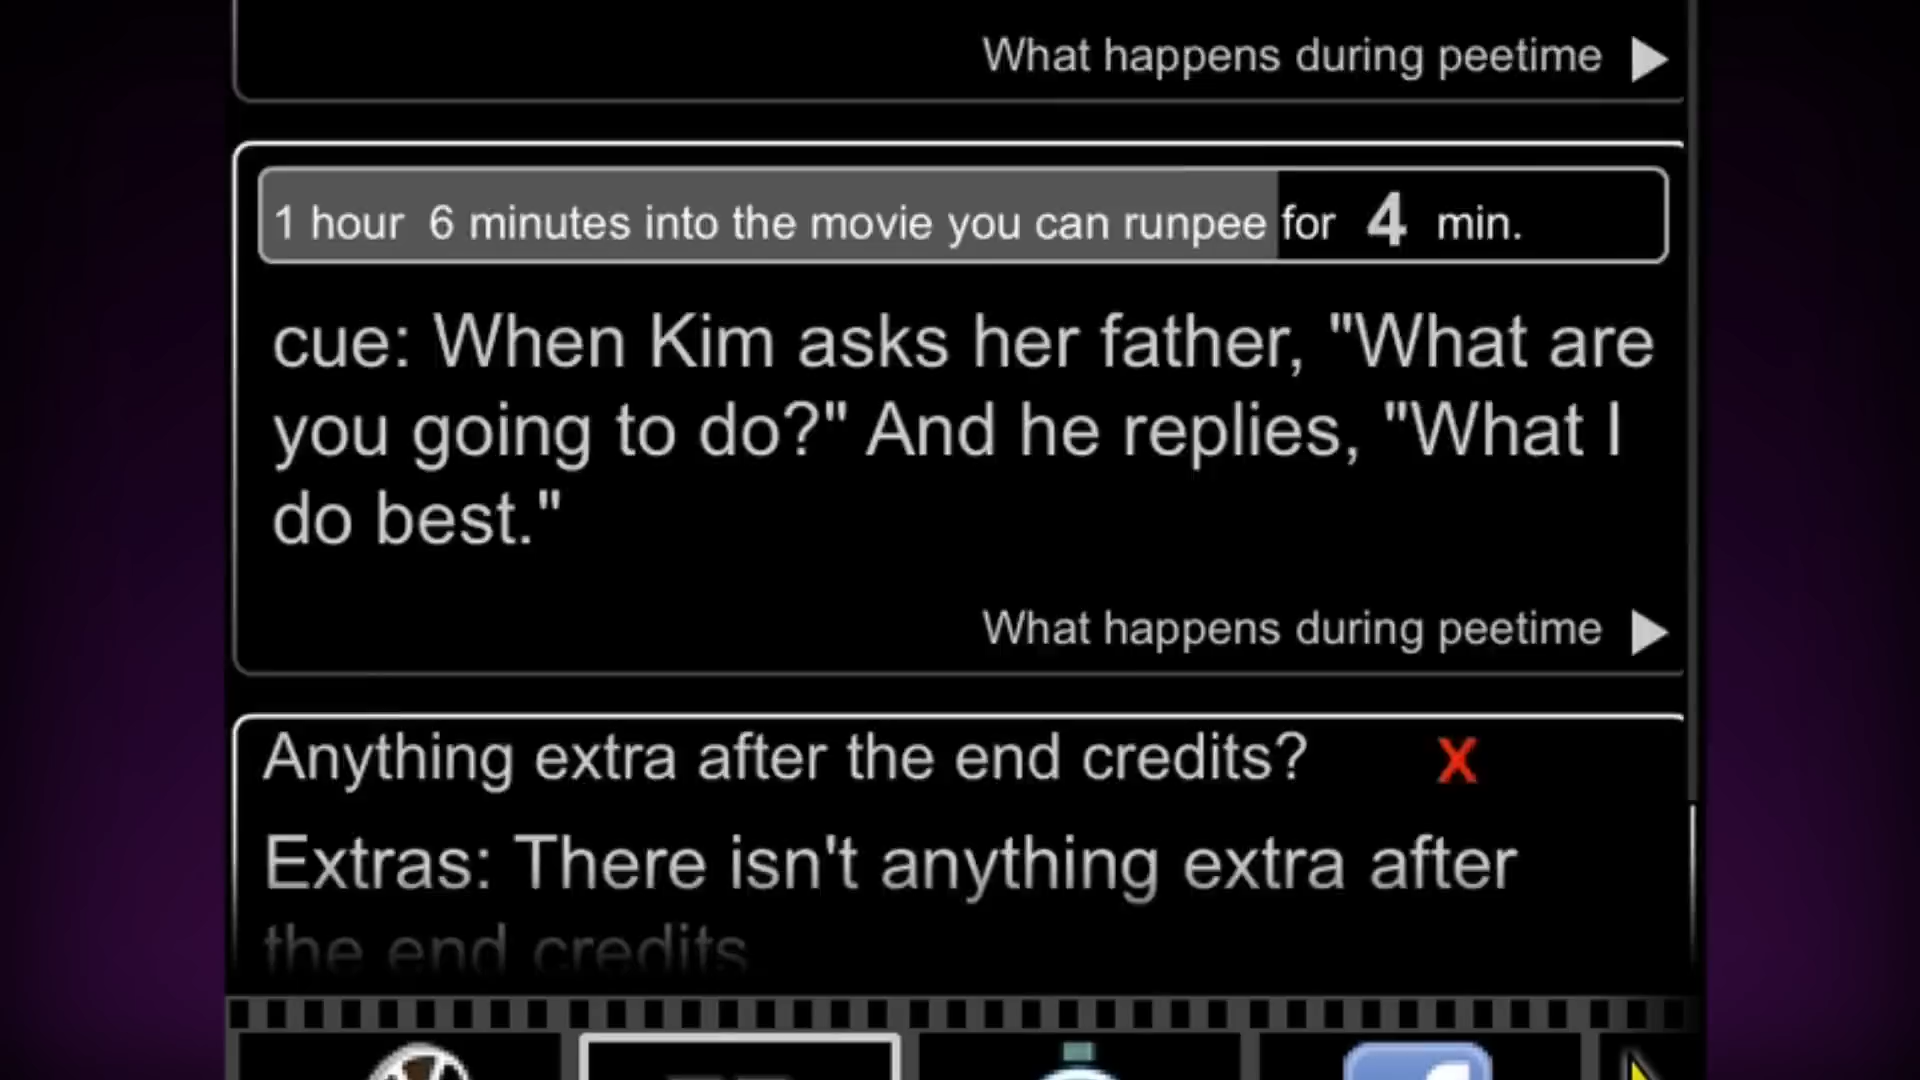 What happens during peetime
1 hour 6 minutes into the movie you can runpee for 4 min.
cue: When Kim asks her father, "What are
you going to do?" And he replies, "What I
do best."
What happens during peetime
Anything extra after the end credits? X
Extras: There isn't anything extra after
the end credits